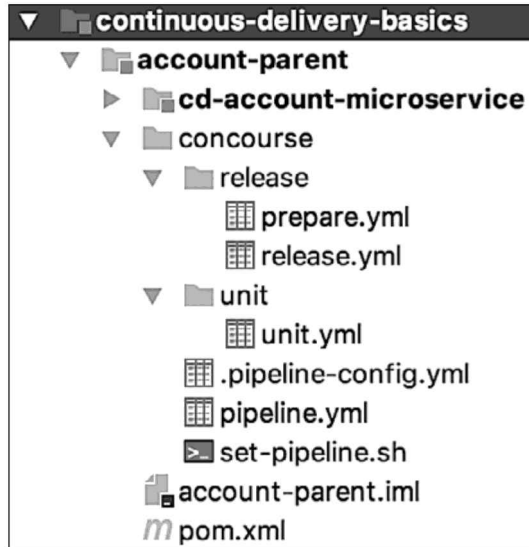 continuous-delivery-basics
account-parent
cd-account-microservice
concourse
release
prepare.yml
release.yml
unit
unit.yml
.pipeline-config.yml
pipeline.yml
set-pipeline.sh
account-parent.iml
pom.xml